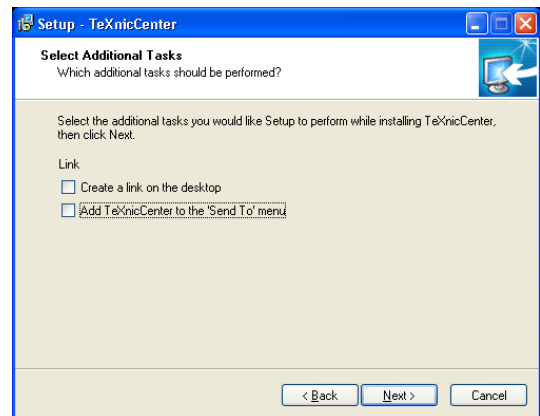 Setup - TeXnicCenter
Select Additional Tasks
Which additional tasks should be performed?
Select the additional tasks you would like Setup to perform while installing TeXnicCenter,
then click Next.
Link
Create a link on the desktop
Add TeXnicCenter to the 'Send To' menu
< Back
Next >
Cancel